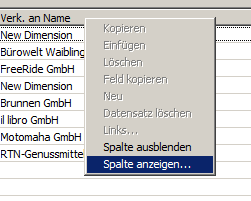 Verk. an Name
New Dimension
Bürowelt Waibling
FreeRide GmbH
New Dimension
Brunnen GmbH
il libro GmbH
Motomaha GmbH
RTN-Genussmitte
Kopieren
Einfügen
Löschen
Feld kopieren
Neu
Datensatz löschen
Links...
Spalte ausblenden
Spalte anzeigen...